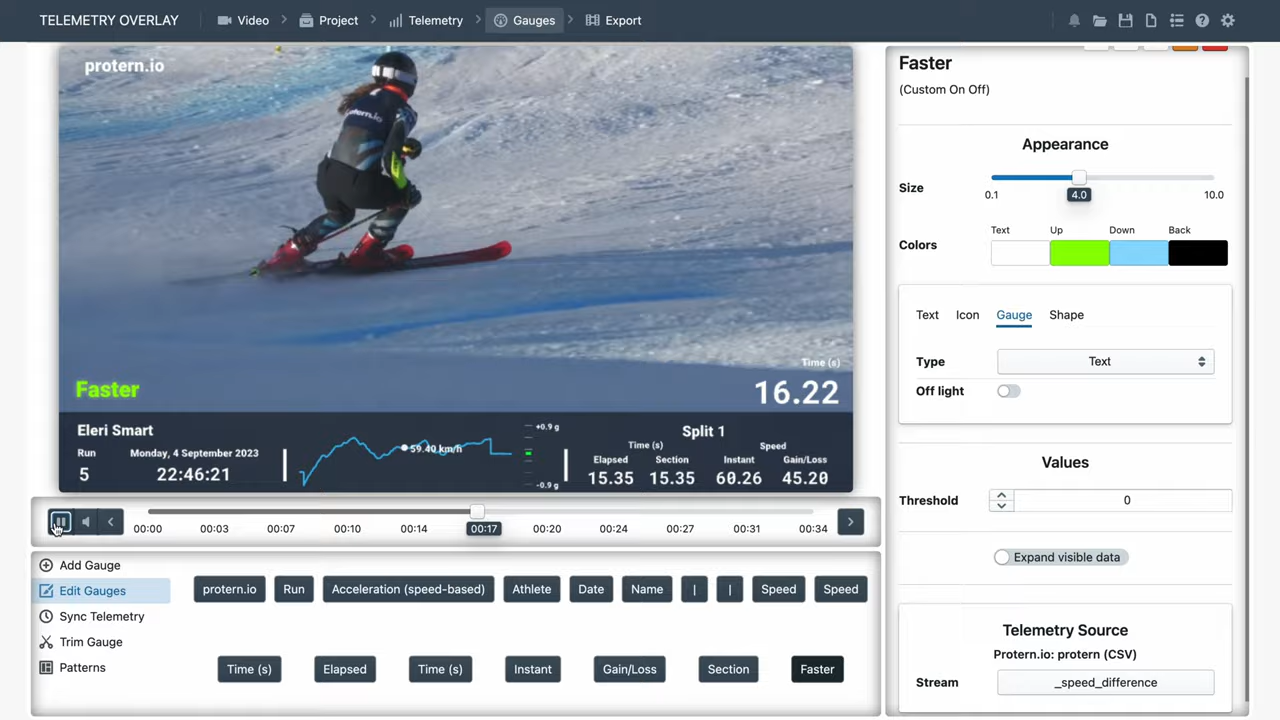 TELEMETRY OVERLAY
Video
Project
Telemetry
Gauges
Export
protern.io
protern.io
Time (s)
Faster
16.22
Eleri Smart
Run
Monday, 4 September 2023
5
22:46:21
59.40 km/h
+0.9 g
-0.9 g
Split 1
Time (s)
Speed
Elapsed
Section
Instant
Gain/Loss
15.35
15.35
60.26
45.20
00:00
00:03
00:07
00:10
00:14
00:17
00:20
00:24
00:27
00:31
00:34
Add Gauge
Edit Gauges
Sync Telemetry
Trim Gauge
Patterns
protern.io
Run
Acceleration (speed-based)
Athlete
Date
Name
|
|
Speed
Speed
Time (s)
Elapsed
Time (s)
Instant
Gain/Loss
Section
Faster
Faster
(Custom On Off)
Appearance
Size
0.1
4.0
10.0
Colors
Text
Up
Down
Back
Text
Icon
Gauge
Shape
Type
Text
Off light
Values
Threshold
0
Expand visible data
Telemetry Source
Protern.io: protern (CSV)
Stream
_speed_difference